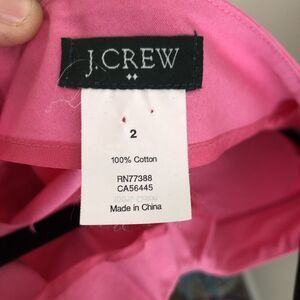 J.CREW
2
100% Cotton
RN77388
CA56445
Made in China